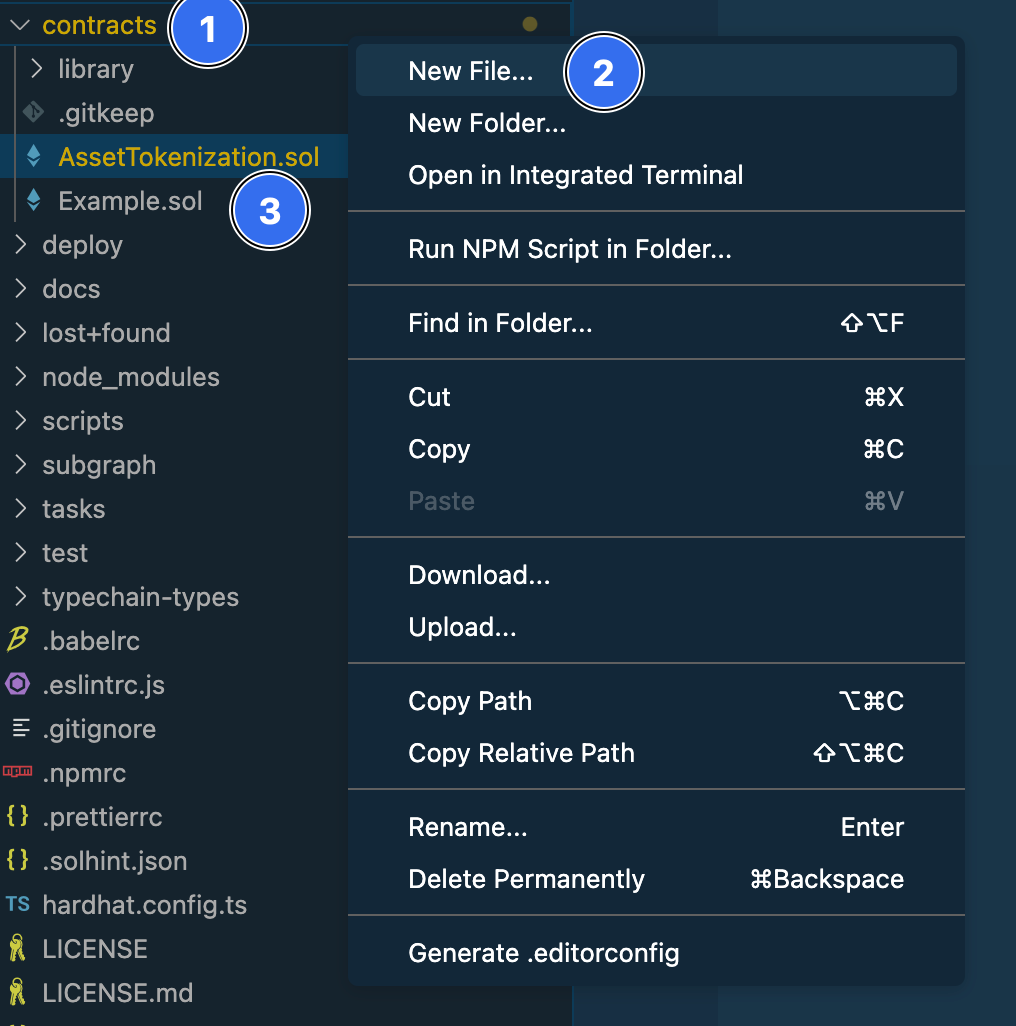 contracts
1
library
.gitkeep
AssetTokenization.sol
Example.sol
3
deploy
docs
lost+found
node_modules
scripts
subgraph
tasks
test
typechain-types
.babelrc
.eslintrc.js
.gitignore
.npmrc
.prettierrc
{} .solhint.json
TS hardhat.config.ts
LICENSE
LICENSE.md
New File...
2
New Folder...
Open in Integrated Terminal
Run NPM Script in Folder...
Find in Folder... ⇧⌥F
Cut ⌘X
Copy ⌘C
Paste ⌘V
Download...
Upload...
Copy Path ⌥⌘C
Copy Relative Path ⇧⌥⌘C
Rename... Enter
Delete Permanently ⌘Backspace
Generate .editorconfig